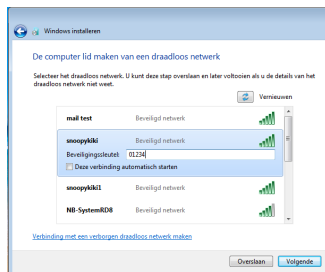 Windows installeren
De computer lid maken van een draadloos netwerk
Selecteer het draadloos netwerk. U kunt deze stap overslaan en later voltooien als u de details van het
draadloos netwerk niet weet.
Vernieuwen
mail test Beveiligd netwerk
snoopykiki Beveiligd netwerk
Beveiligingssleutel: 01234
Deze verbinding automatisch starten
snoopykiki1 Beveiligd netwerk
NB-SystemRDB Beveiligd netwerk
Verbinding met een verborgen draadloos netwerk maken
Overslaan Volgende